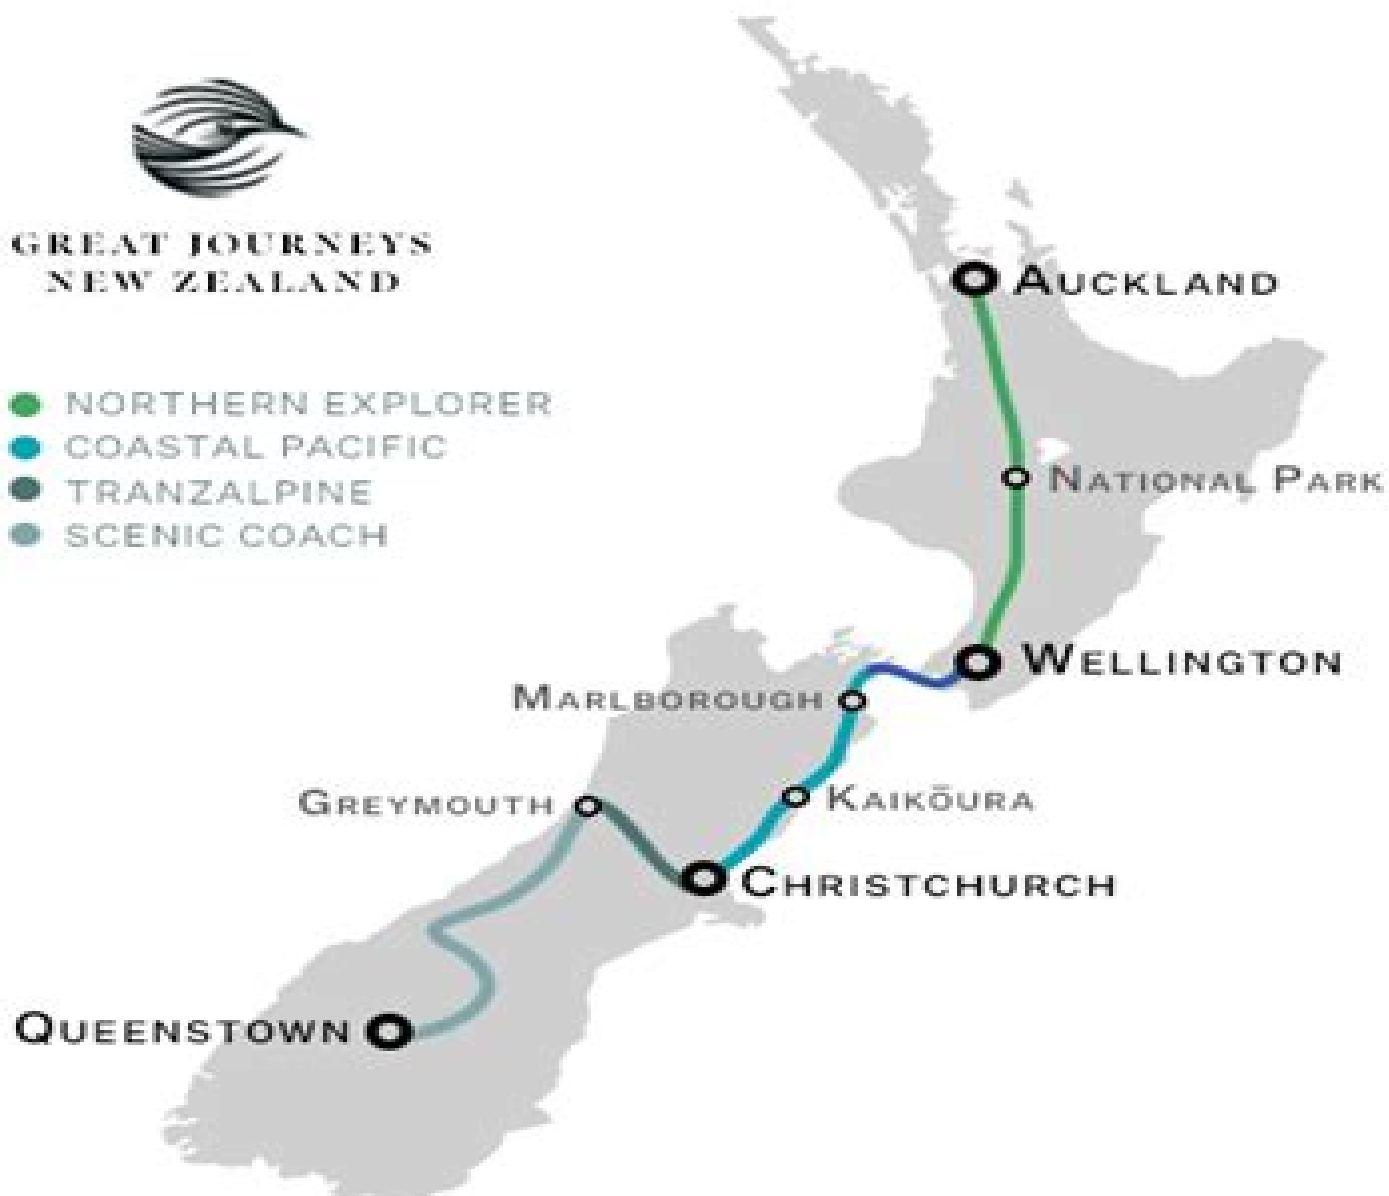 GREAT JOURNEYS
NEW ZEALAND
AUCKLAND
NORTHERN EXPLORER
COASTAL PACIFIC
TRANZALPINE
SCENIC COACH
NATIONAL PARK
WELLINGTON
MARLBOROUGH
GREYMOUTH
KAIKŌURA
CHRISTCHURCH
QUEENSTOWN